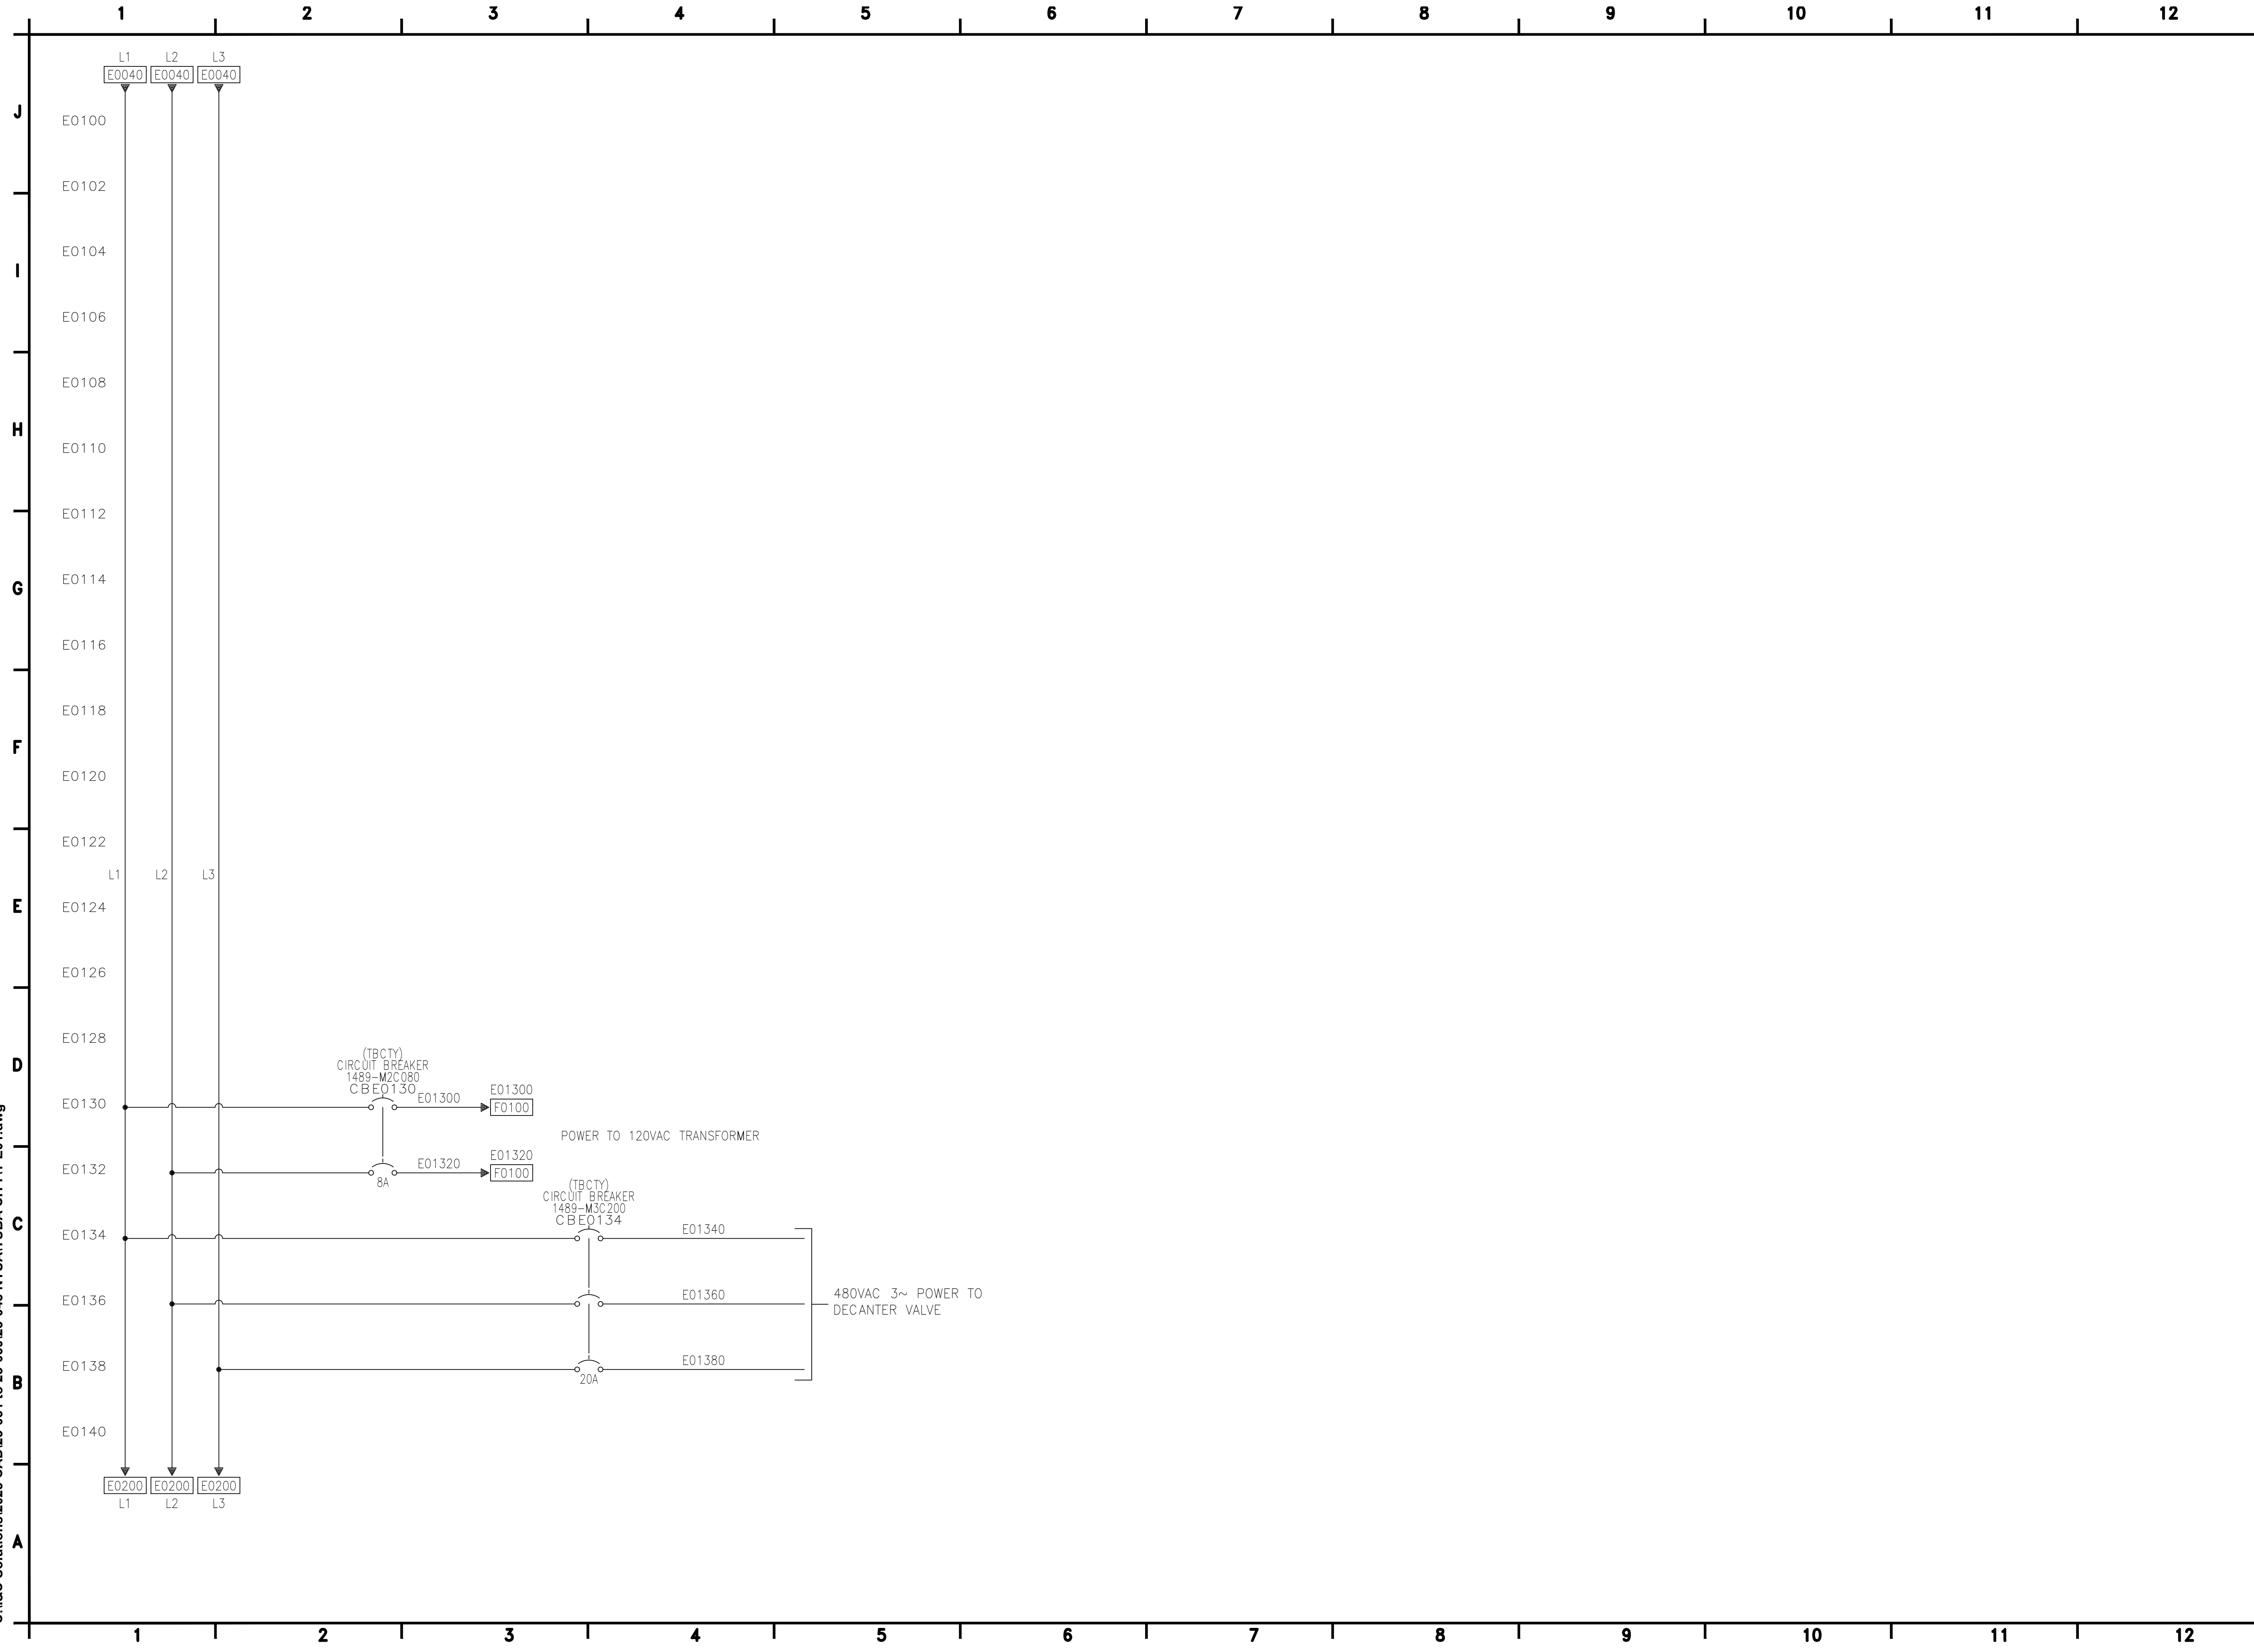 1 2 3 4 5 6 7 8 9 10 11 12
L1 L2 L3
E0040 E0040 E0040
J
E0100
E0102
E0104
I
E0106
E0108
H
E0110
E0112
E0114
G
E0116
E0118
F
E0120
E0122
L1 L2 L3
E
E0124
E0126
E0128
D
(TBCTY)
CIRCUIT BREAKER
1489-M2C080
CBE0130
E0130
E01300
E01300
F0100
POWER TO 120VAC TRANSFORMER
E0132
E01320
E01320
F0100
8A
(TBCTY)
CIRCUIT BREAKER
1489-M3C200
CBE0134
C
E0134
E01340
E0136
E01360
480VAC 3~ POWER TO
DECANTER VALVE
E0138
E01380
B
20A
E0140
E0200 E0200 E0200
L1 L2 L3
A
1 2 3 4 5 6 7 8 9 10 11 12